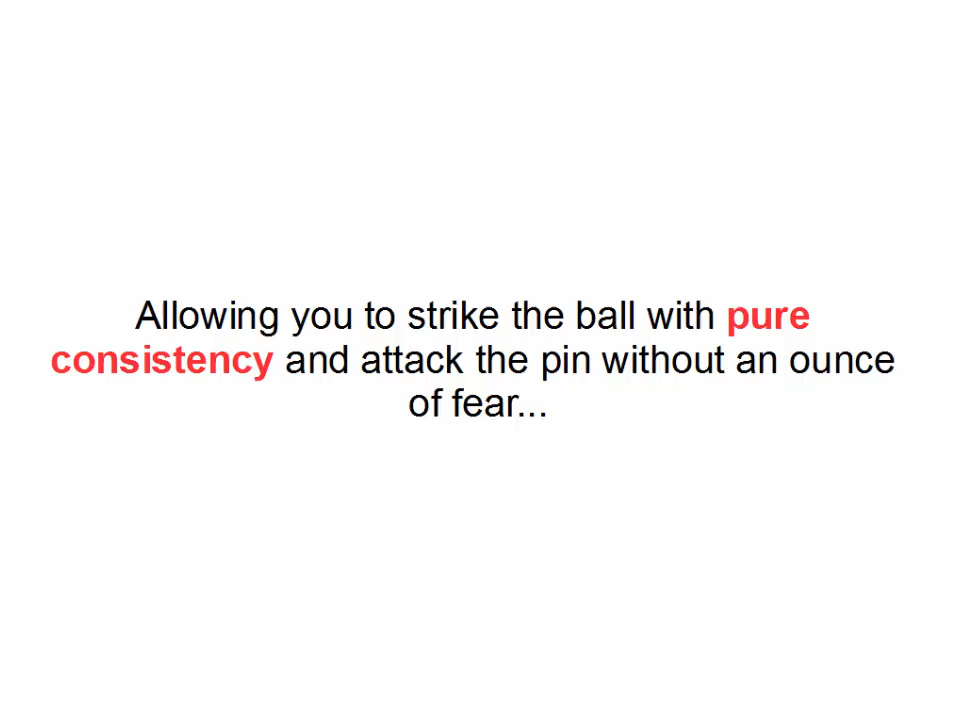 Allowing you to strike the ball with pure
consistency and attack the pin without an ounce
of fear...